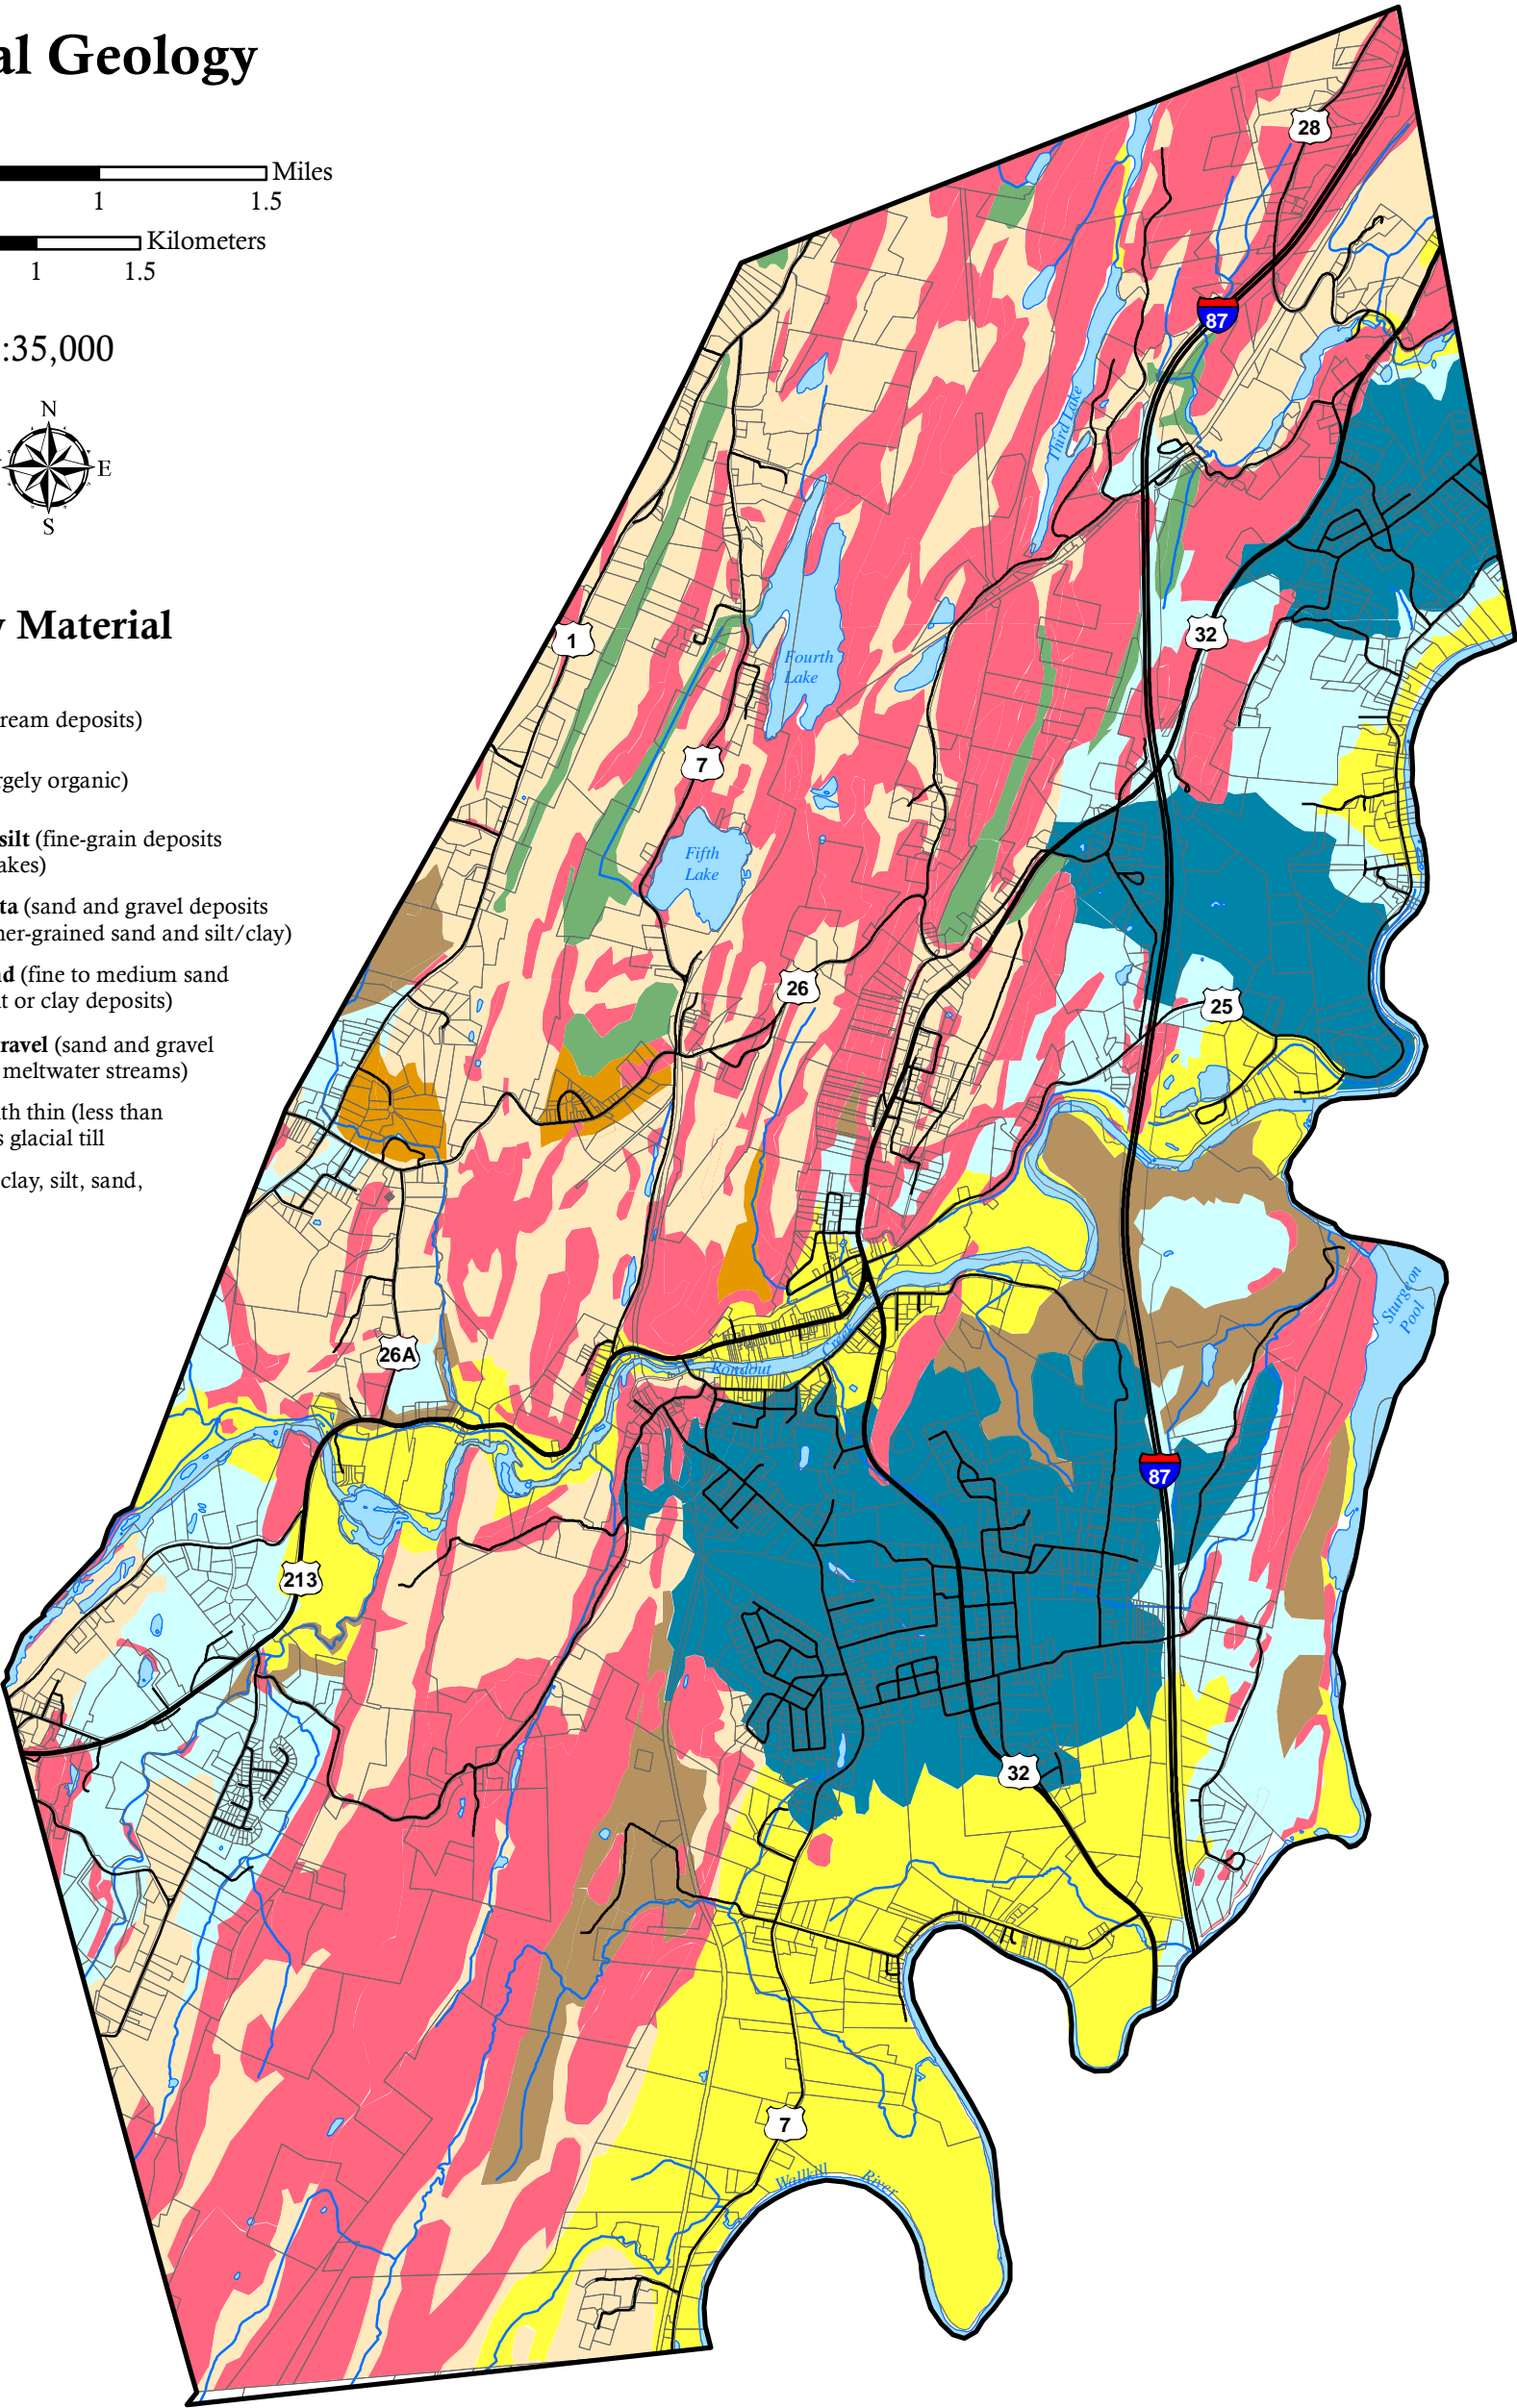 al Geology
Miles
1 1.5
Kilometers
1 1.5
:35,000
N
E
S
y Material
ream deposits)
rgely organic)
silt (fine-grain deposits
akes)
ta (sand and gravel deposits
ner-grained sand and silt/clay)
nd (fine to medium sand
t or clay deposits)
ravel (sand and gravel
meltwater streams)
th thin (less than
s glacial till
clay, silt, sand,
28
87
Third Lake
32
1
Fourth
Lake
7
Fifth
Lake
26
25
Sturgeon
Pool
26A
Rondout
Creek
87
213
32
7
Wallkill
River